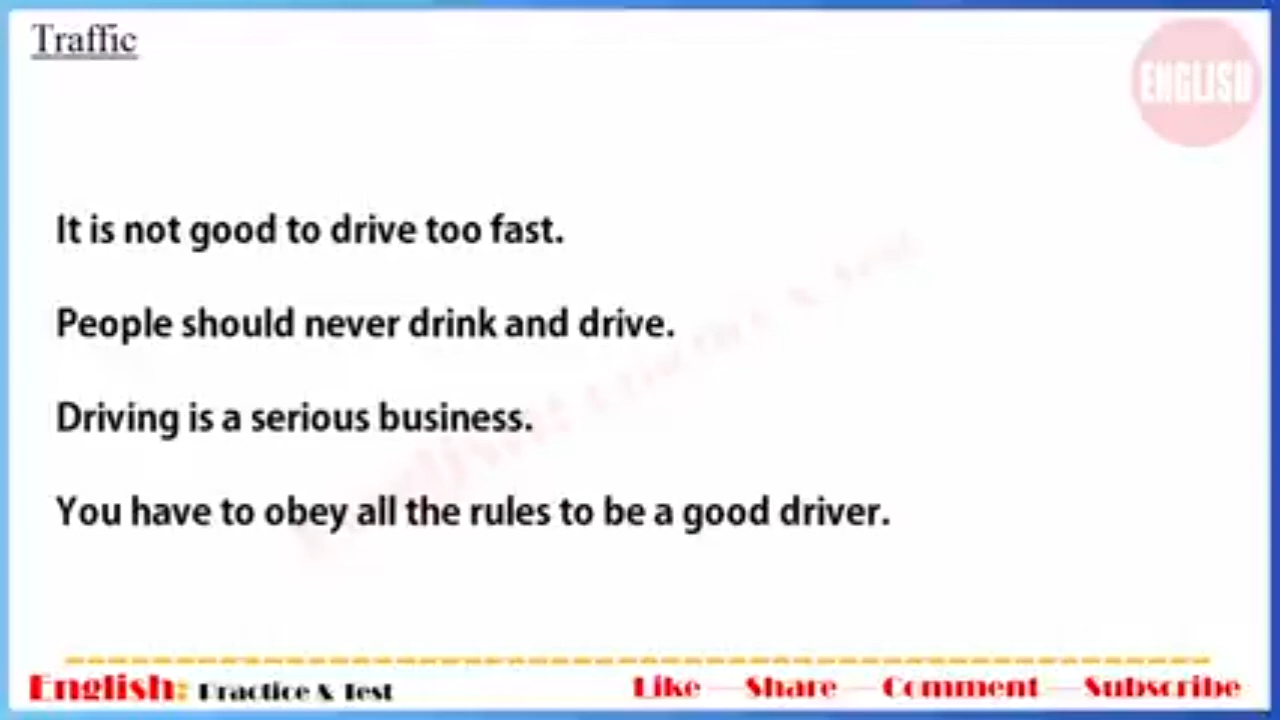 Traffic
ENGLISH
It is not good to drive too fast.
People should never drink and drive.
Driving is a serious business.
You have to obey all the rules to be a good driver.
English: Practice & Test
Like — Share — Comment — Subscribe